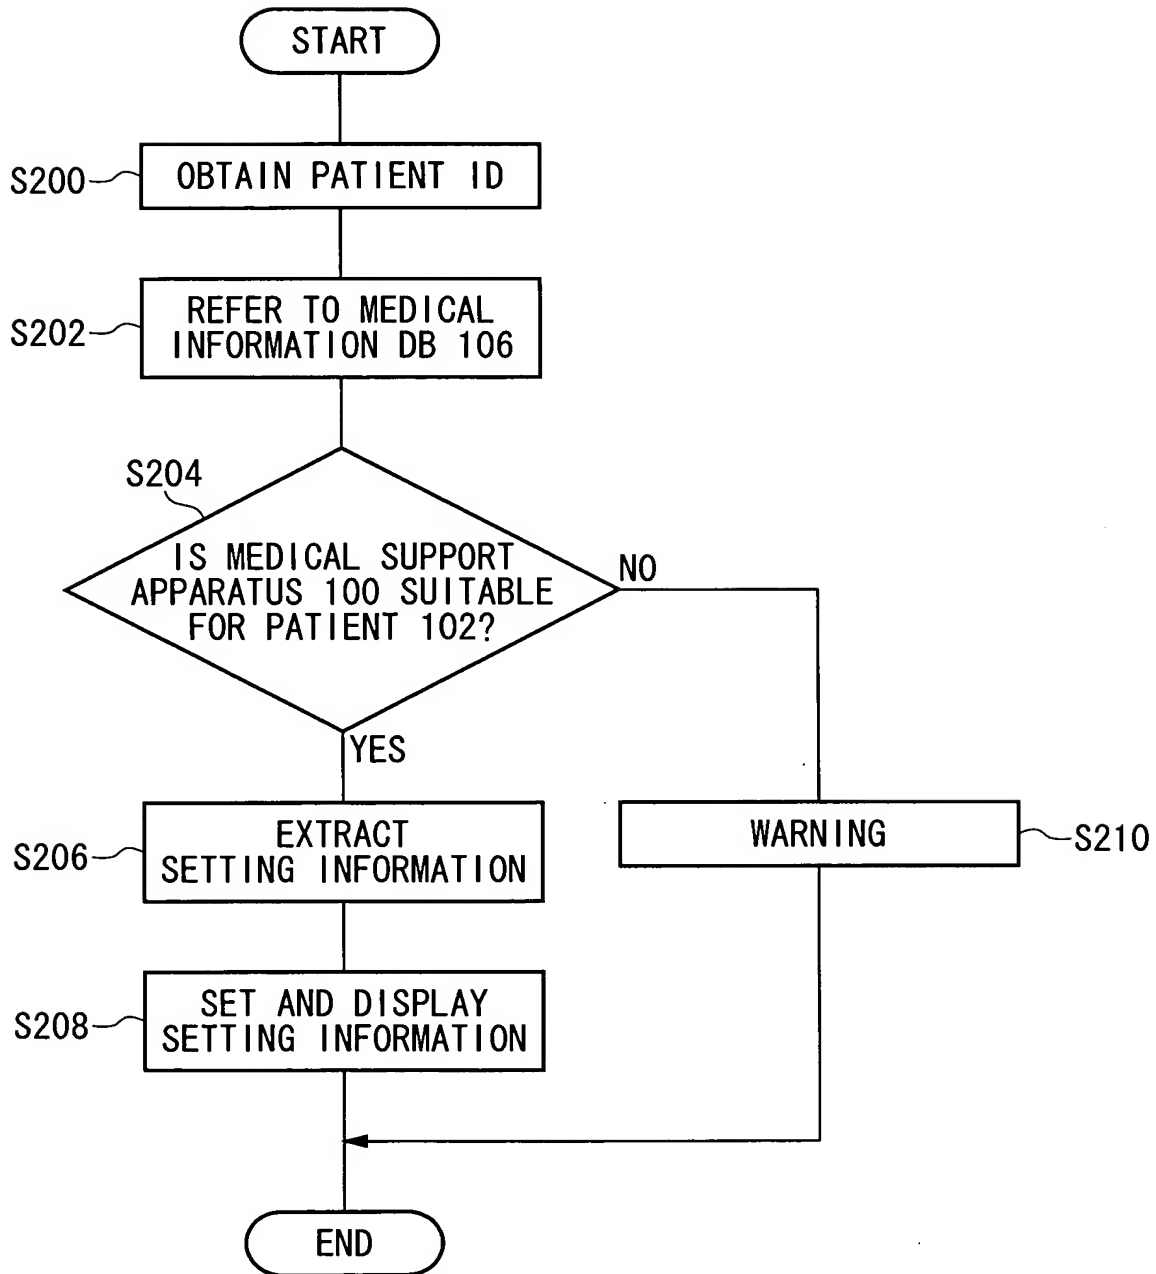 START
S200
OBTAIN PATIENT ID
S202
REFER TO MEDICAL
INFORMATION DB 106
S204
IS MEDICAL SUPPORT
APPARATUS 100 SUITABLE
FOR PATIENT 102?
NO
YES
S206
EXTRACT
SETTING INFORMATION
WARNING
S210
S208
SET AND DISPLAY
SETTING INFORMATION
END